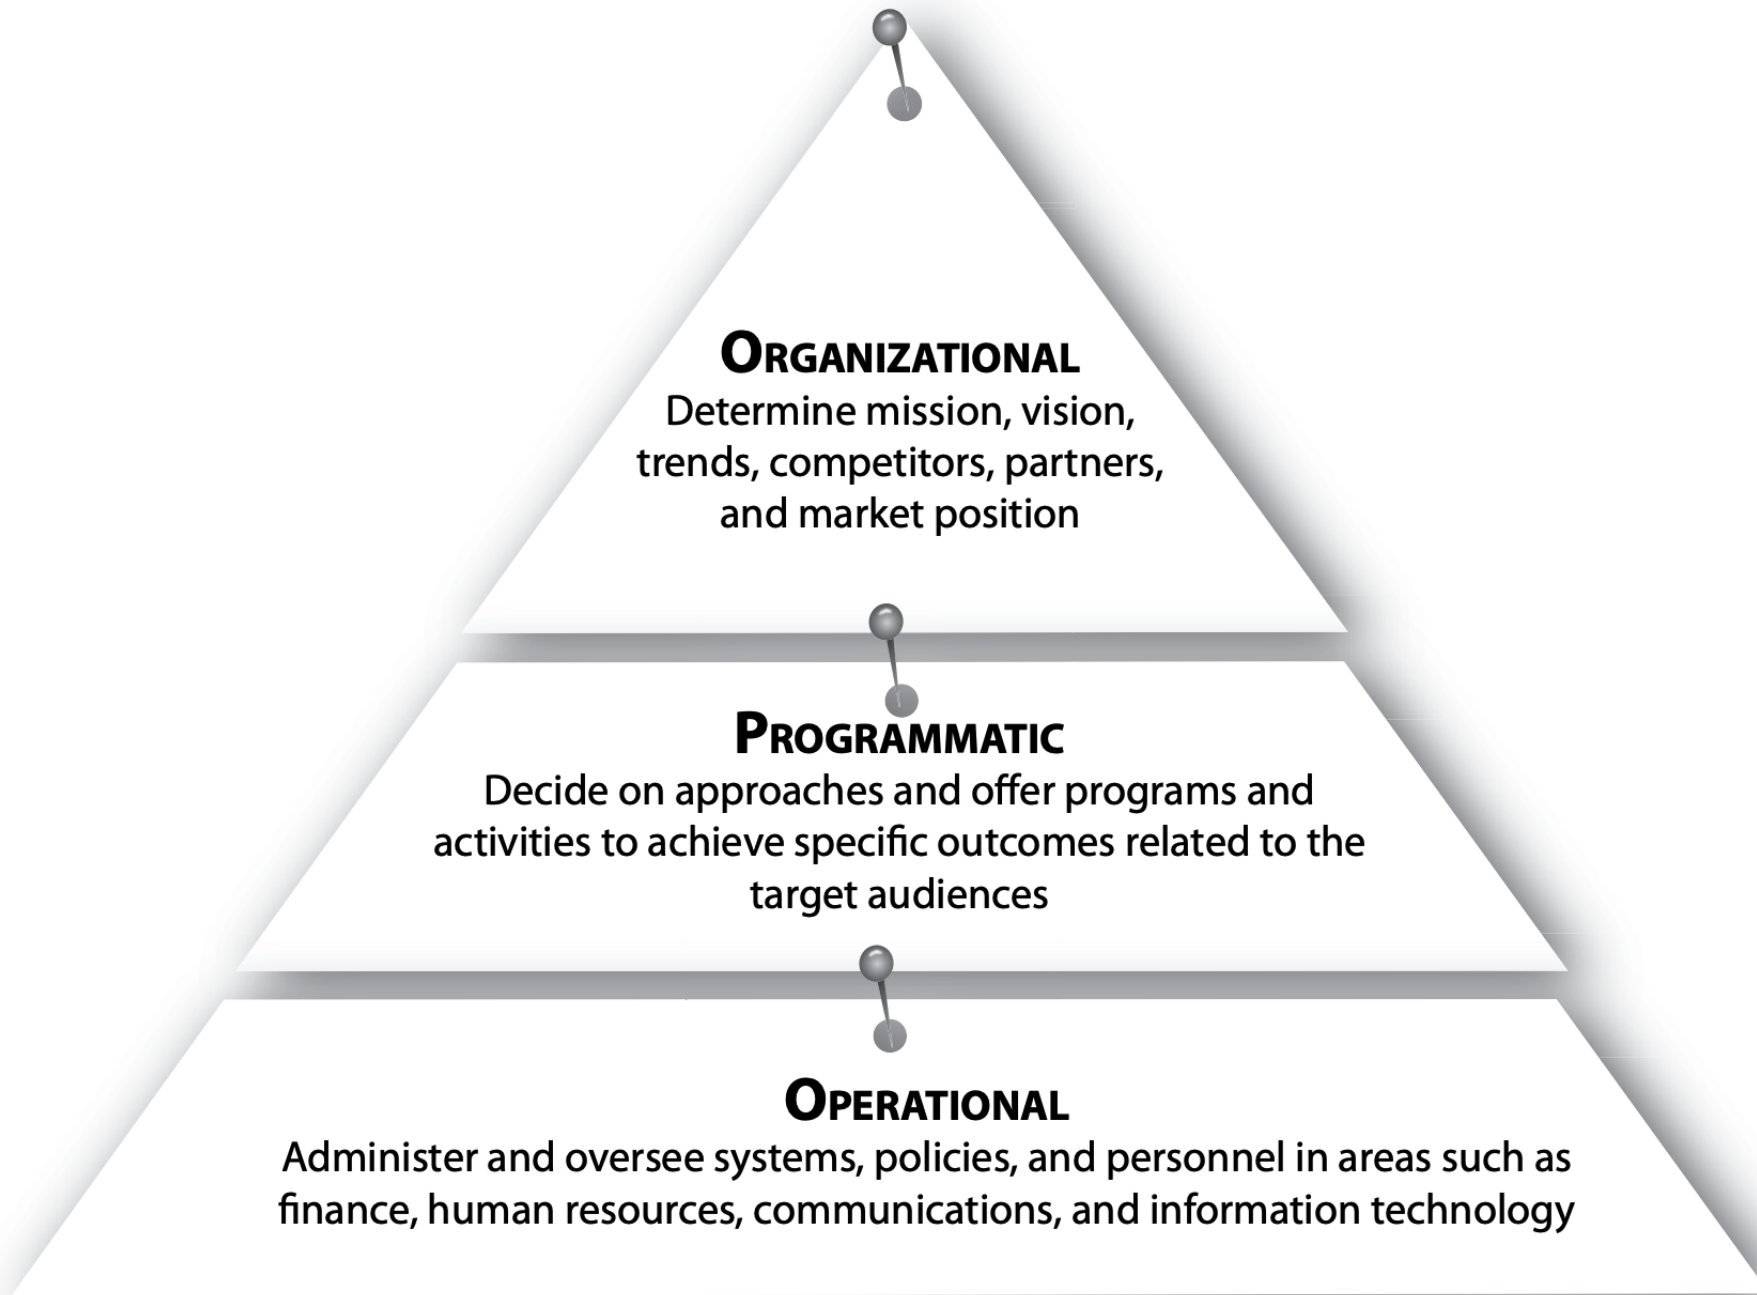 ORGANIZATIONAL
Determine mission, vision,
trends, competitors, partners,
and market position
PROGRAMMATIC
Decide on approaches and offer programs and
activities to achieve specific outcomes related to the
target audiences
OPERATIONAL
Administer and oversee systems, policies, and personnel in areas such as
finance, human resources, communications, and information technology